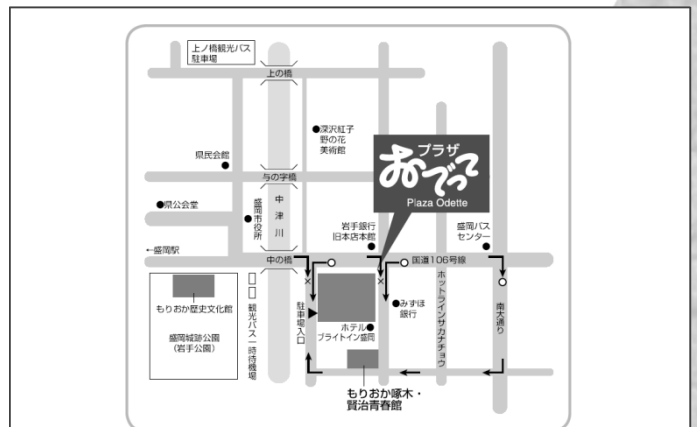 上ノ橋観光バス
駐車場
上の橋
●深沢紅子
野の花
美術館
県民会館
●
プラザ
おでって
Plaza Odette
与の字橋
●県公会堂
盛岡市役所
●
中津川
岩手銀行
旧本店本館
●
盛岡バス
センター
●
←盛岡駅
中の橋
国道106号線
もりおか歴史文化館
盛岡城跡公園
(岩手公園)
観光バス一時待機場
駐車場入口
●みずほ
銀行
ホテル●
ブライトイン盛岡
ホットラインサカナチョウ
南大通り
もりおか啄木・
賢治青春館